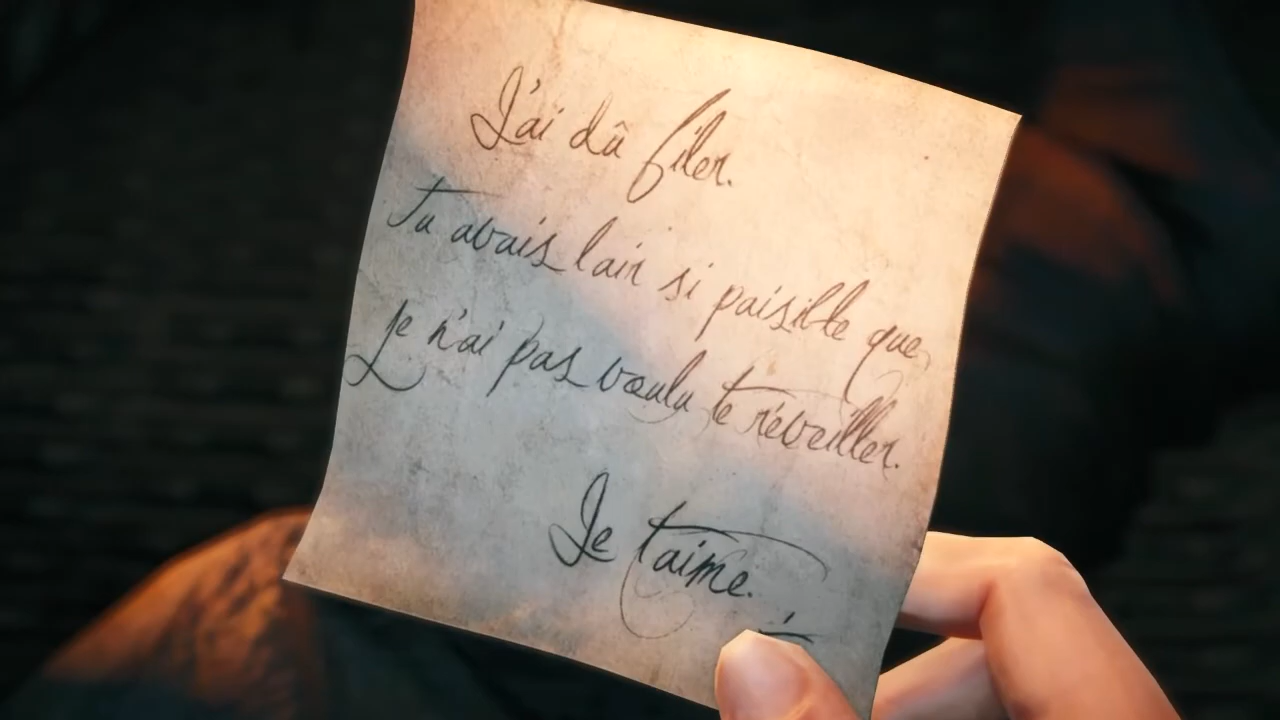 J'ai dû filer.
Tu avais lair si paisible que
je n'ai pas voulu te réveiller.
Je taime.